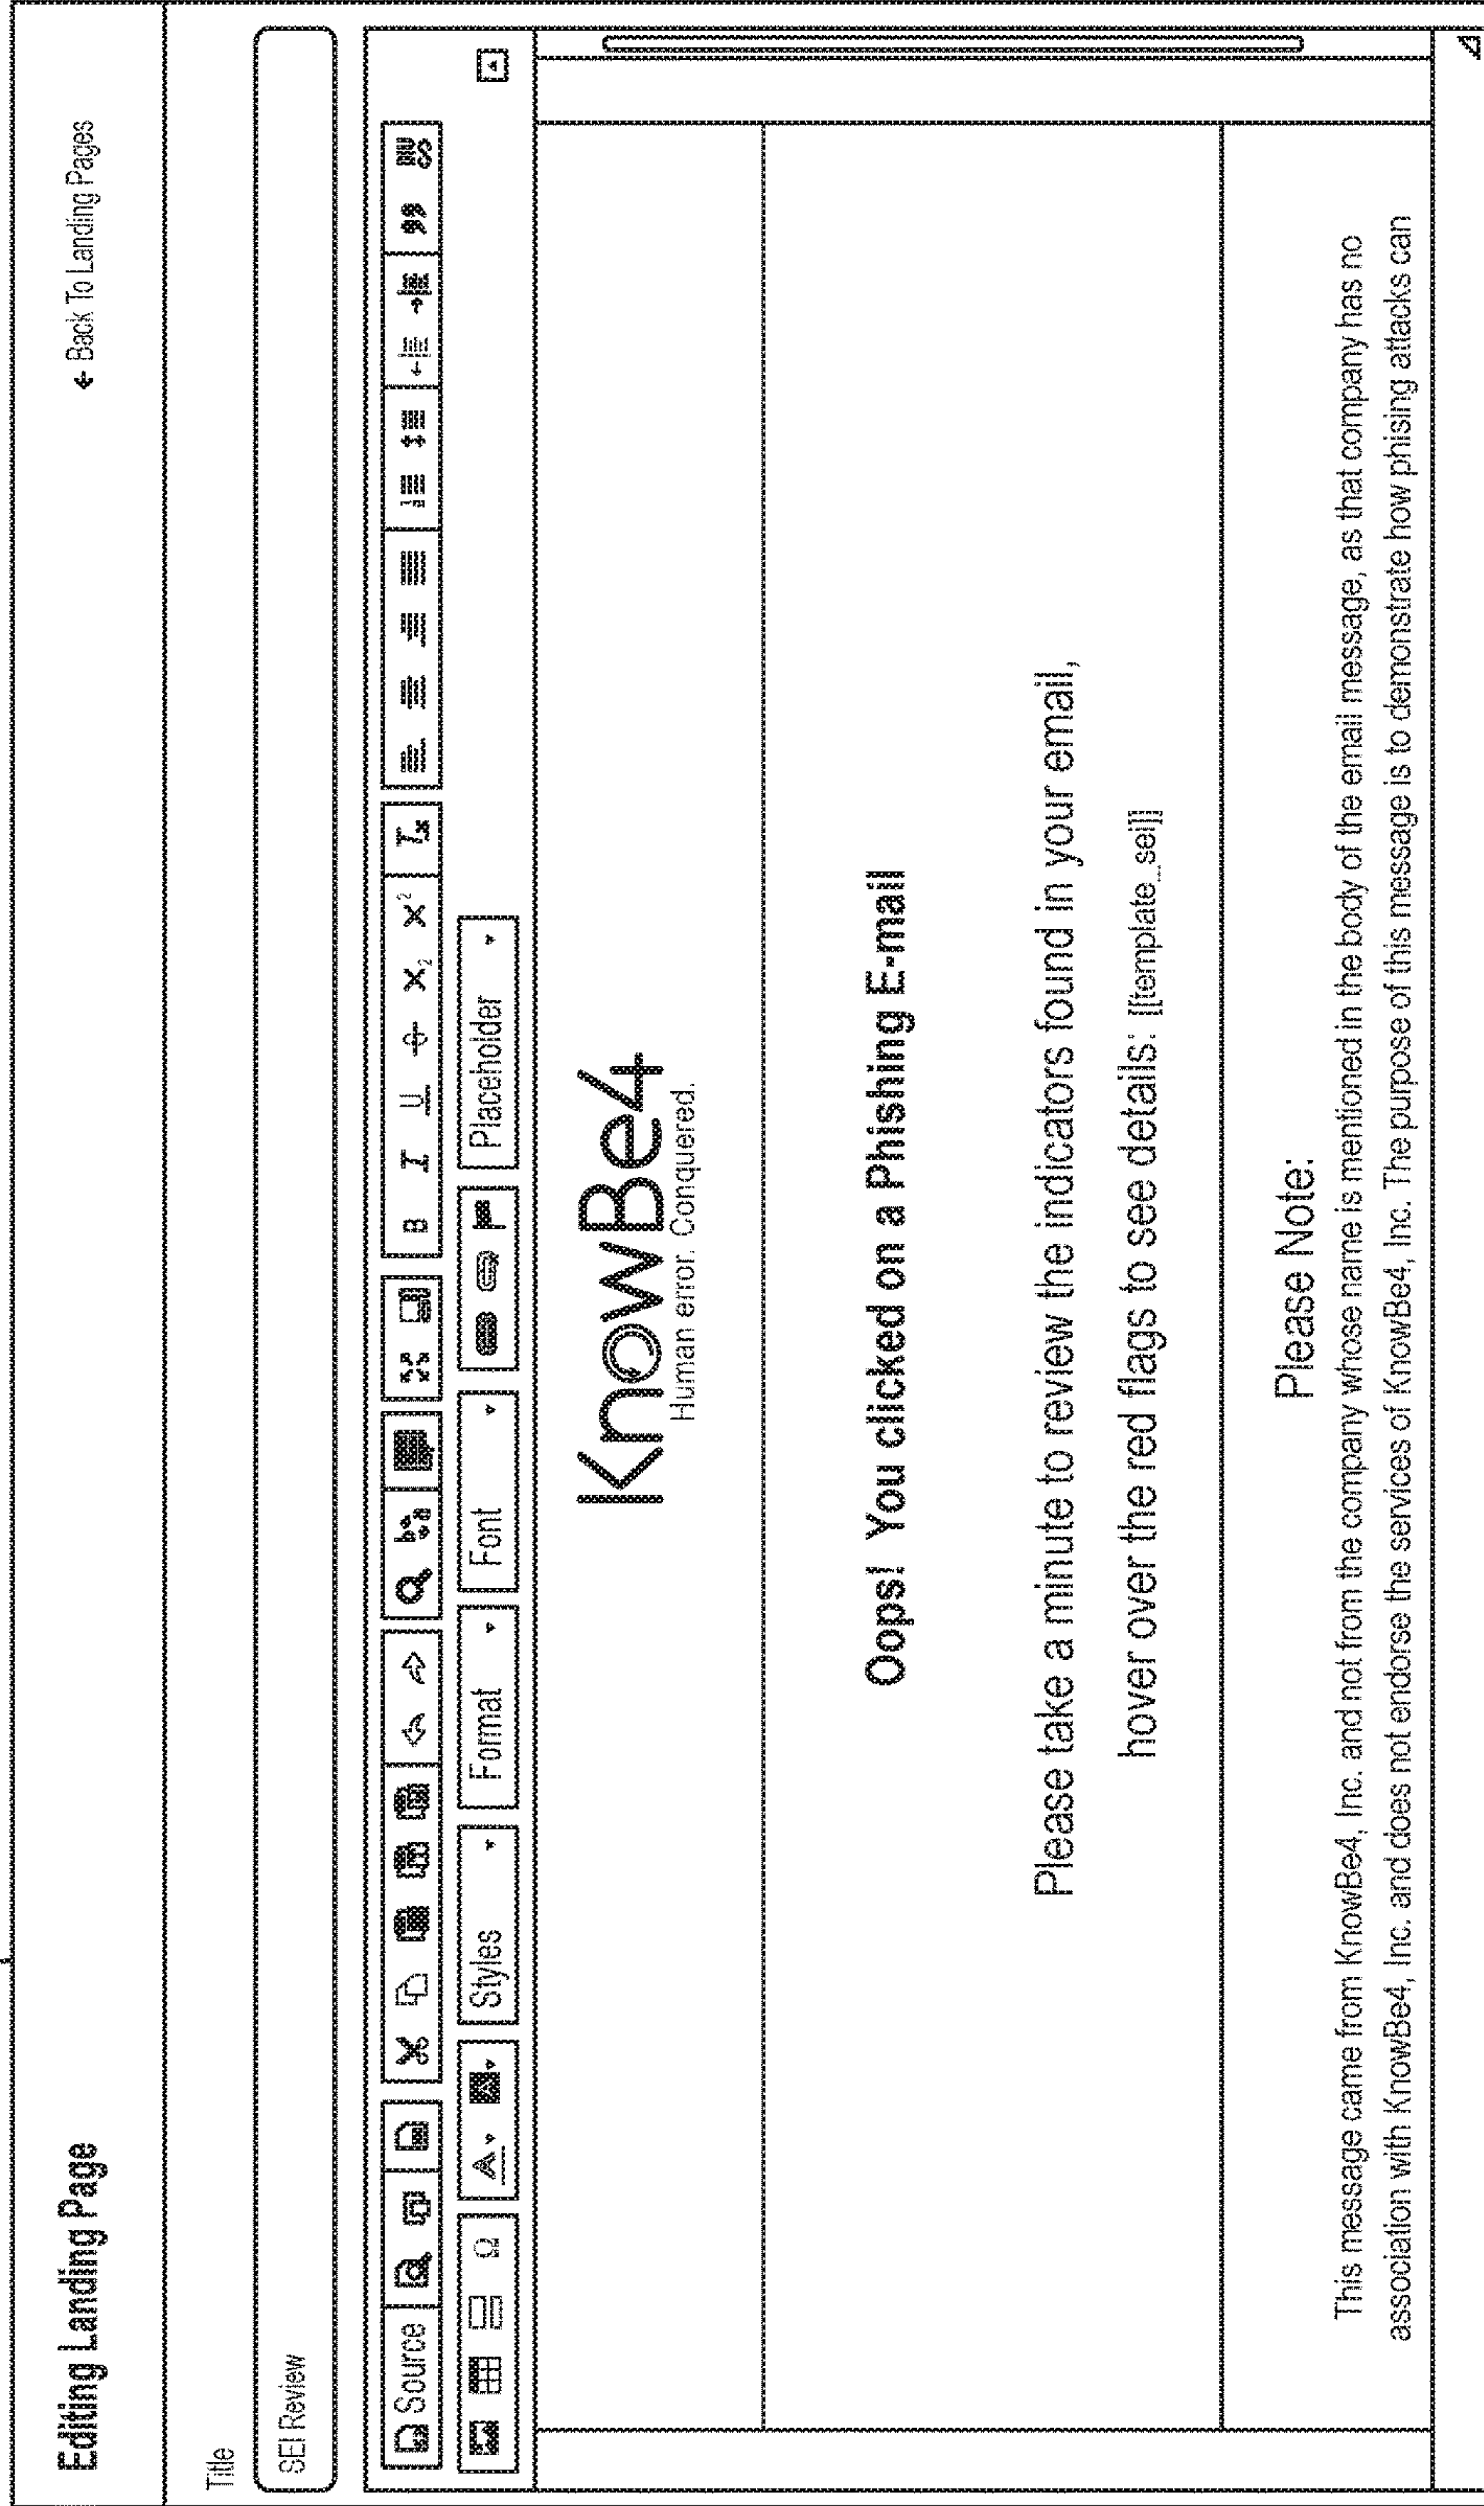 Editing Landing Page
← Back To Landing Pages
Title
SEI Review
Source
B I U S X₂ X² Tx
Styles Format Font Placeholder
KnowBe4
Human error. Conquered.
Oops! You clicked on a Phishing E-mail
Please take a minute to review the indicators found in your email,
hover over the red flags to see details: [[template_sei]]
Please Note:
This message came from KnowBe4, Inc. and not from the company whose name is mentioned in the body of the email message, as that company has no
association with KnowBe4, Inc. and does not endorse the services of KnowBe4, Inc. The purpose of this message is to demonstrate how phising attacks can